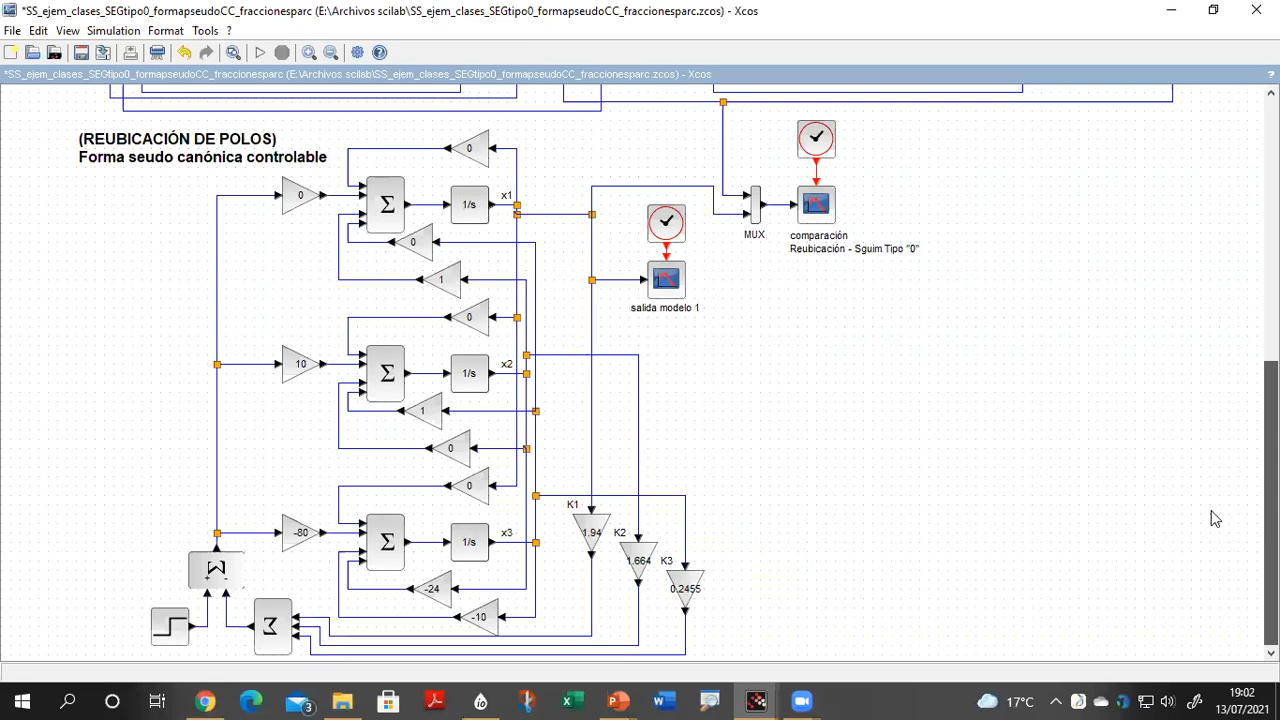 *SS_ejem_clases_SEGtipo0_formapseudoCC_fraccionesparc (E:\Archivos scilab\SS_ejem_clases_SEGtipo0_formapseudoCC_fraccionesparc.zcos) - Xcos
File Edit View Simulation Format Tools ?
*SS_ejem_clases_SEGtipo0_formapseudoCC_fraccionesparc (E:\Archivos scilab\SS_ejem_clases_SEGtipo0_formapseudoCC_fraccionesparc.zcos) - Xcos
?
(REUBICACIÓN DE POLOS)
Forma seudo canónica controlable
0
0
Σ
1/s
x1
0
1
MUX
comparación
Reubicación - Sguim Tipo "0"
salida modelo 1
0
10
Σ
1/s
x2
1
0
0
K1
-80
Σ
1/s
x3
1.94
K2
1.664
K3
0.2455
Σ
+ -
-24
-10
Σ
3
17°C
19:02
13/07/2021